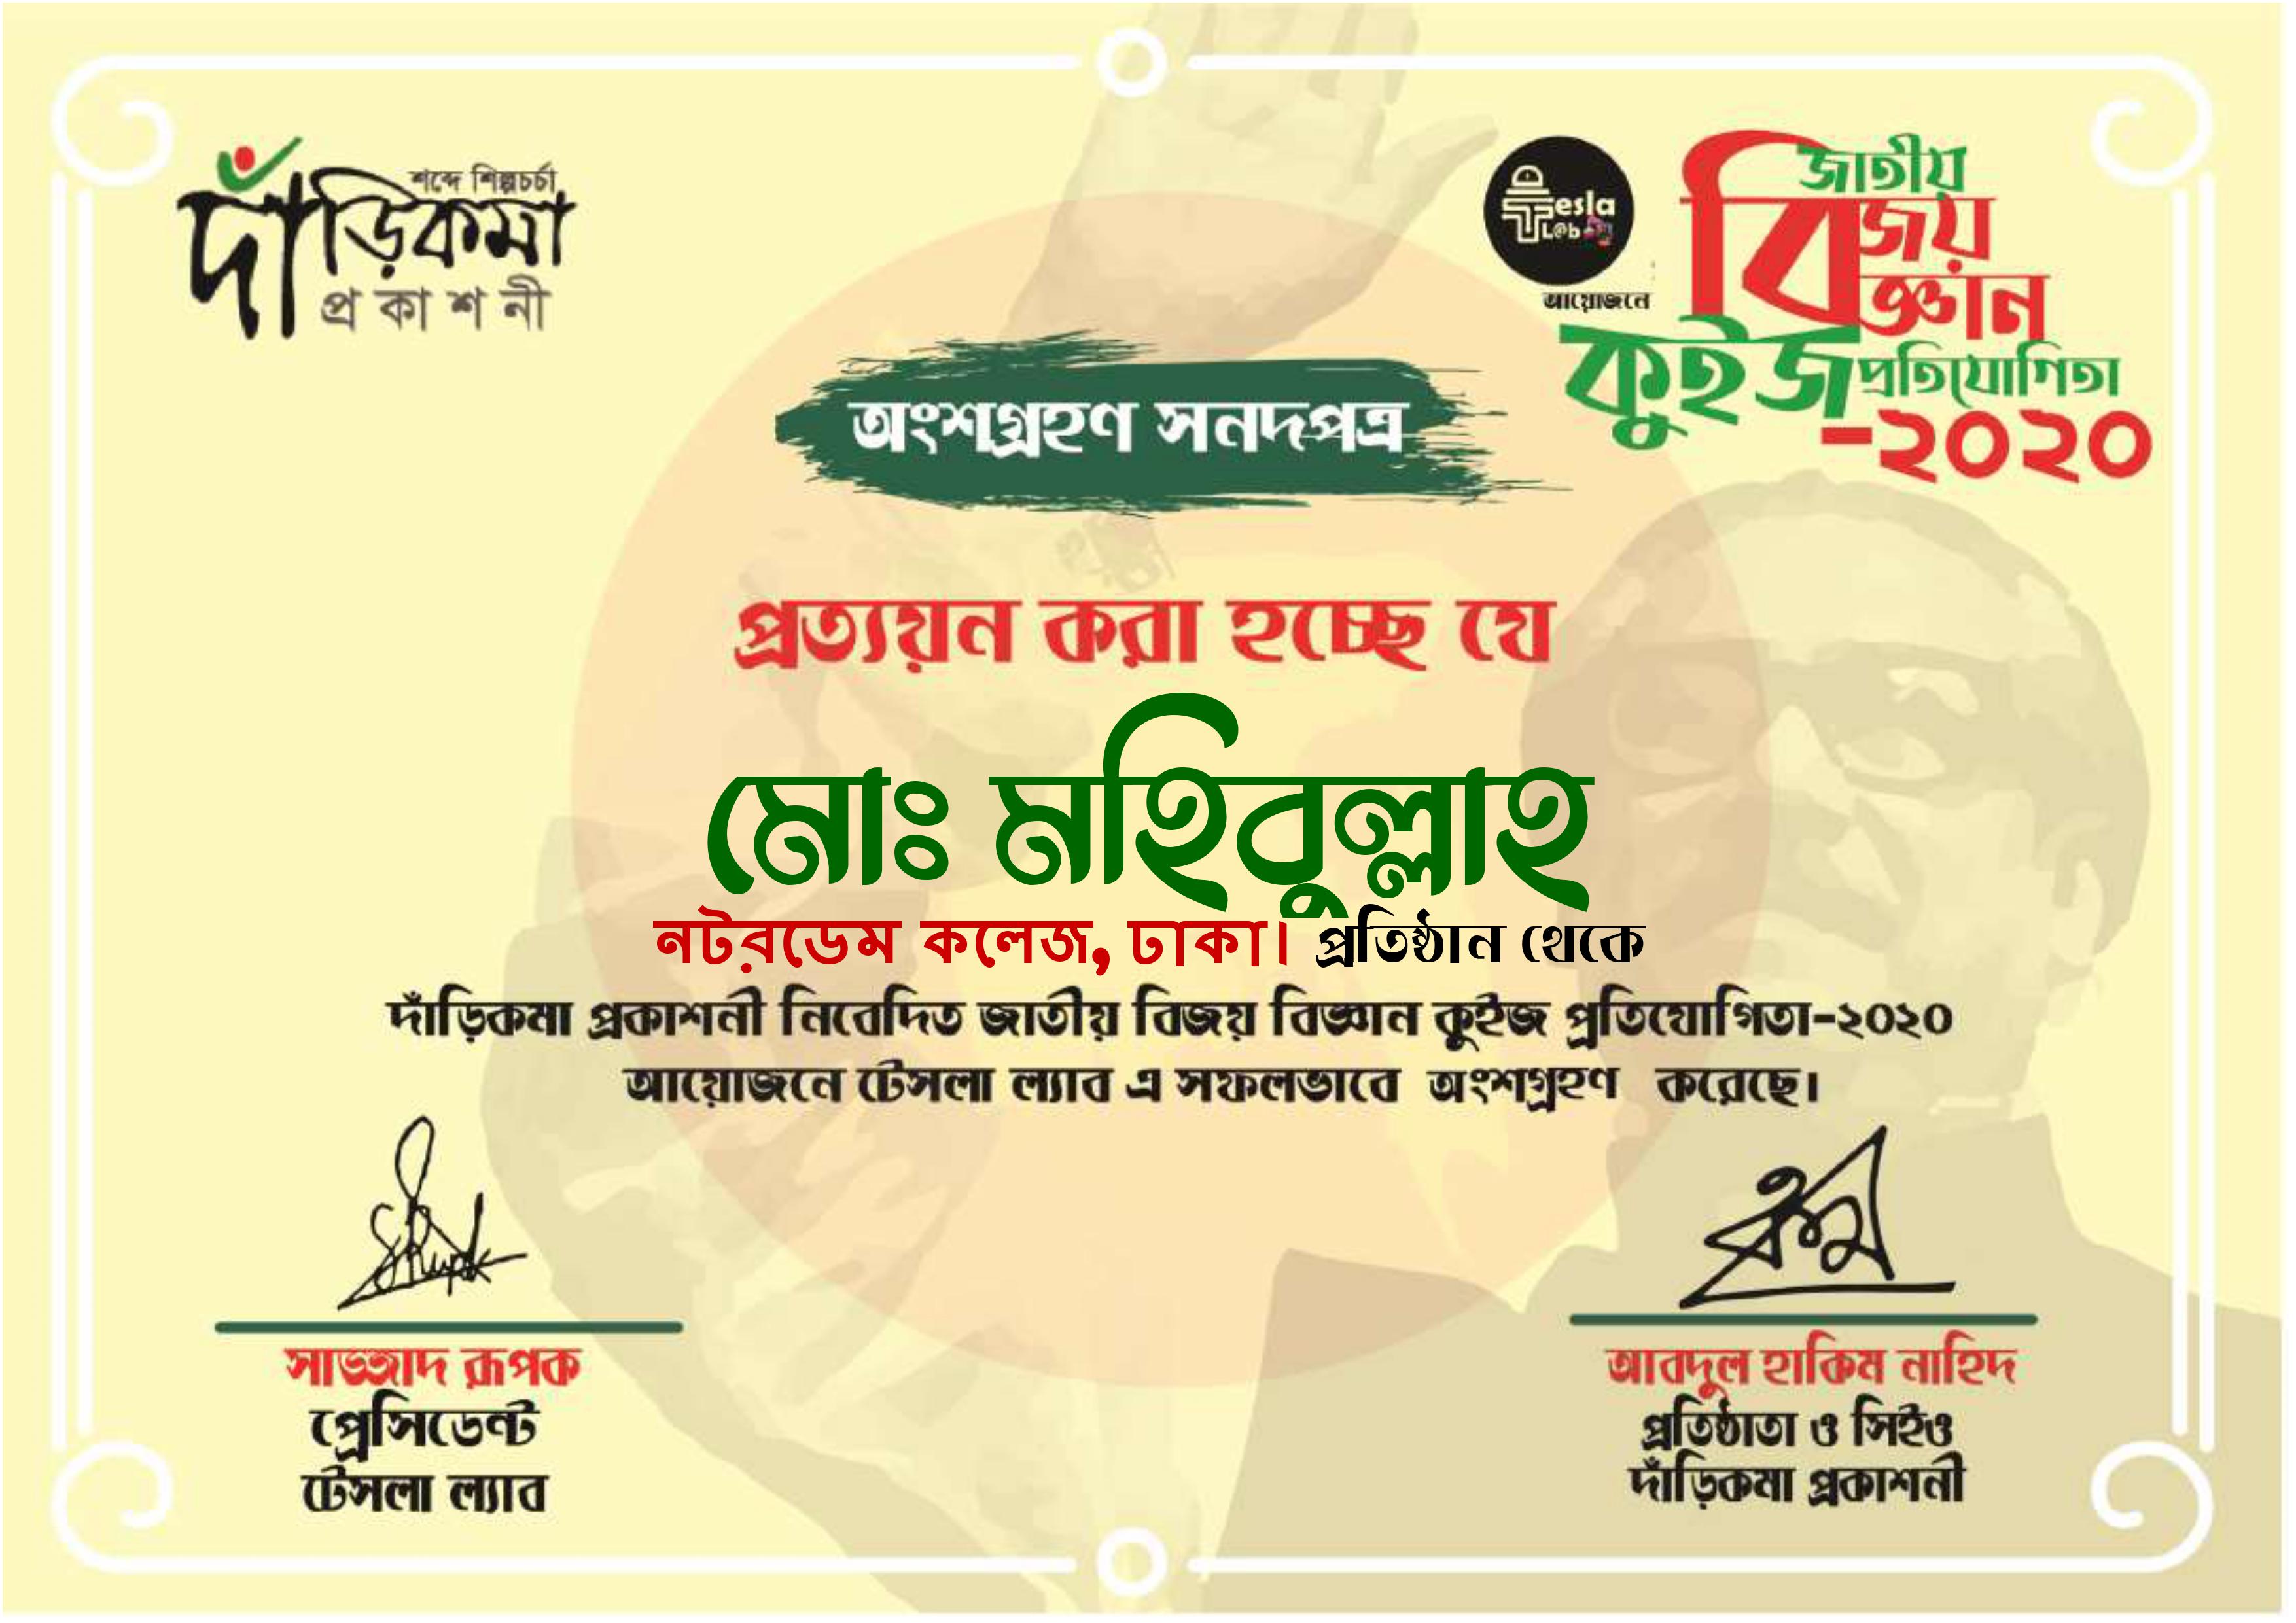 শব্দে শিল্পচর্চা
দাঁড়িকমা
প্রকাশনী
Tesla
L@b
আয়োজনে
জাতীয়
বিজয়
বিজ্ঞান
কুইজ প্রতিযোগিতা
-২০২০
অংশগ্রহণ সনদপত্র
প্রত্যয়ন করা হচ্ছে যে
মোঃ মহিবুল্লাহ
নটরডেম কলেজ, ঢাকা। প্রতিষ্ঠান থেকে
দাঁড়িকমা প্রকাশনী নিবেদিত জাতীয় বিজয় বিজ্ঞান কুইজ প্রতিযোগিতা-২০২০
আয়োজনে টেসলা ল্যাব এ সফলভাবে অংশগ্রহণ করেছে।
সাজ্জাদ রূপক
প্রেসিডেন্ট
টেসলা ল্যাব
আবদুল হাকিম নাহিদ
প্রতিষ্ঠাতা ও সিইও
দাঁড়িকমা প্রকাশনী